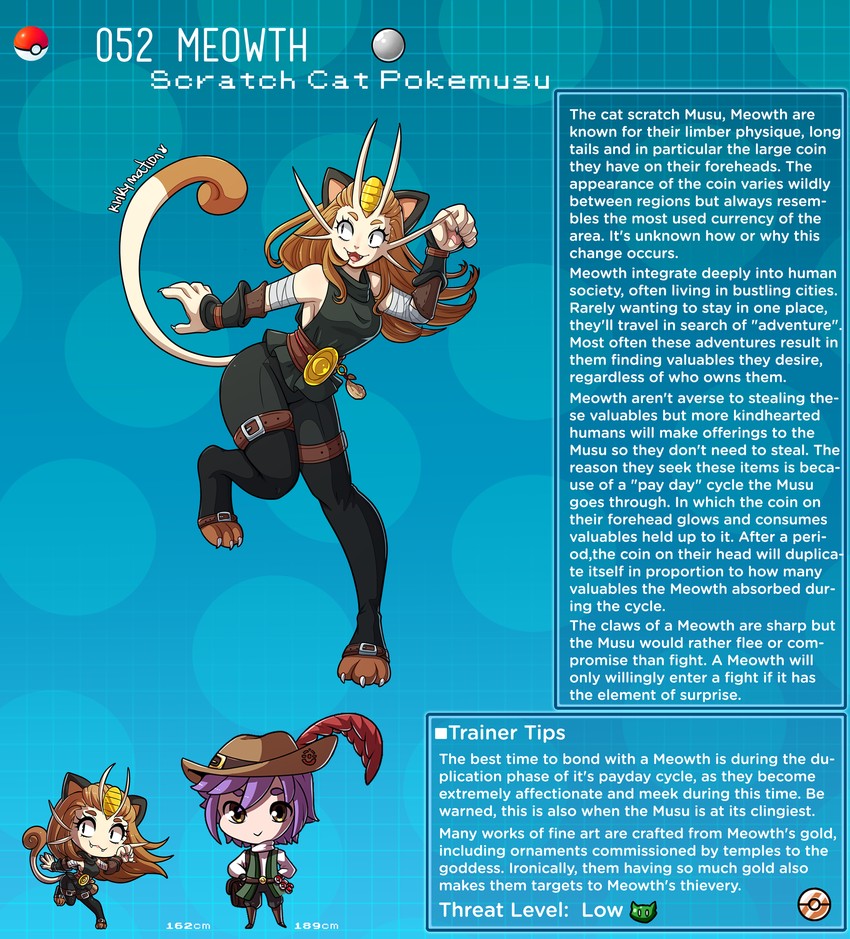 052 MEOWTH
Scratch Cat Pokemusu
kinkymation
The cat scratch Musu, Meowth are
known for their limber physique, long
tails and in particular the large coin
they have on their foreheads. The
appearance of the coin varies wildly
between regions but always resem-
bles the most used currency of the
area. It's unknown how or why this
change occurs.
Meowth integrate deeply into human
society, often living in bustling cities.
Rarely wanting to stay in one place,
they'll travel in search of "adventure".
Most often these adventures result in
them finding valuables they desire,
regardless of who owns them.
Meowth aren't averse to stealing the-
se valuables but more kindhearted
humans will make offerings to the
Musu so they don't need to steal. The
reason they seek these items is beca-
use of a "pay day" cycle the Musu
goes through. In which the coin on
their forehead glows and consumes
valuables held up to it. After a peri-
od,the coin on their head will duplica-
te itself in proportion to how many
valuables the Meowth absorbed dur-
ing the cycle.
The claws of a Meowth are sharp but
the Musu would rather flee or com-
promise than fight. A Meowth will
only willingly enter a fight if it has
the element of surprise.
■Trainer Tips
The best time to bond with a Meowth is during the du-
plication phase of it's payday cycle, as they become
extremely affectionate and meek during this time. Be
warned, this is also when the Musu is at its clingiest.
Many works of fine art are crafted from Meowth's gold,
including ornaments commissioned by temples to the
goddess. Ironically, them having so much gold also
makes them targets to Meowth's thievery.
Threat Level: Low
162cm
189cm